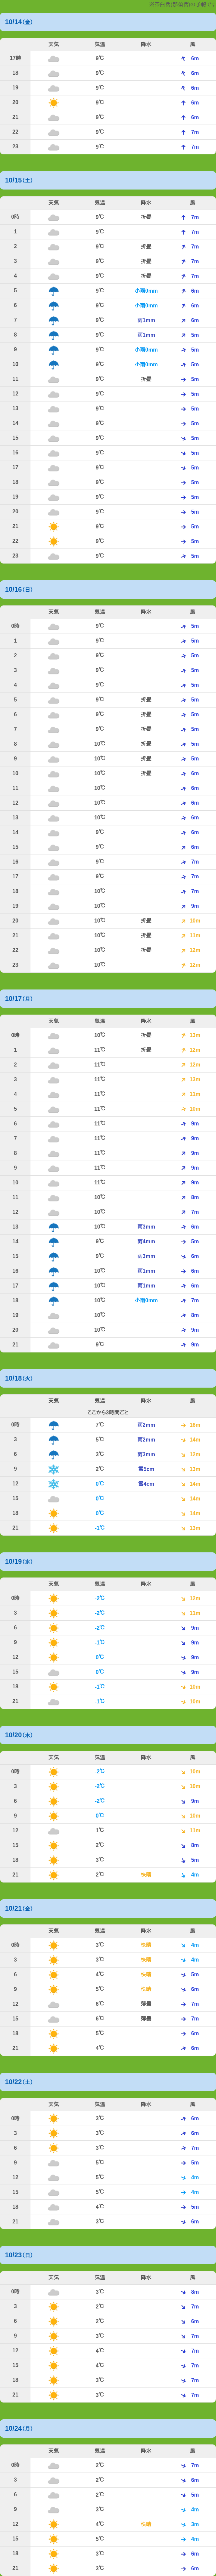 10/14(金)
天気 気温 降水 風
17時 9℃ 6m
18 9℃ 6m
19 9℃ 6m
20 9℃ 6m
21 9℃ 6m
22 9℃ 7m
23 9℃ 7m
10/15(土)
天気 気温 降水 風
0時 9℃ 折曇 7m
1 9℃ 7m
2 9℃ 折曇 7m
3 9℃ 折曇 7m
4 9℃ 折曇 7m
5 9℃ 小雨0mm 6m
6 9℃ 小雨0mm 6m
7 9℃ 雨1mm 6m
8 9℃ 雨1mm 5m
9 9℃ 小雨0mm 5m
10 9℃ 小雨0mm 5m
11 9℃ 折曇 5m
12 9℃ 5m
13 9℃ 5m
14 9℃ 5m
15 9℃ 5m
16 9℃ 5m
17 9℃ 5m
18 9℃ 5m
19 9℃ 5m
20 9℃ 5m
21 9℃ 5m
22 9℃ 5m
23 9℃ 5m
10/16(日)
天気 気温 降水 風
0時 9℃ 5m
1 9℃ 5m
2 9℃ 5m
3 9℃ 5m
4 9℃ 5m
5 9℃ 折曇 5m
6 9℃ 折曇 5m
7 9℃ 折曇 5m
8 10℃ 折曇 5m
9 10℃ 折曇 5m
10 10℃ 折曇 6m
11 10℃ 6m
12 10℃ 6m
13 10℃ 6m
14 9℃ 6m
15 9℃ 6m
16 9℃ 7m
17 9℃ 7m
18 10℃ 7m
19 10℃ 9m
20 10℃ 折曇 10m
21 10℃ 折曇 11m
22 10℃ 折曇 12m
23 10℃ 12m
10/17(月)
天気 気温 降水 風
0時 10℃ 折曇 13m
1 11℃ 折曇 12m
2 11℃ 12m
3 11℃ 13m
4 11℃ 11m
5 11℃ 10m
6 11℃ 9m
7 11℃ 9m
8 11℃ 9m
9 11℃ 9m
10 11℃ 9m
11 10℃ 8m
12 10℃ 7m
13 10℃ 雨3mm 6m
14 9℃ 雨4mm 5m
15 9℃ 雨3mm 6m
16 10℃ 雨1mm 6m
17 10℃ 雨1mm 6m
18 10℃ 小雨0mm 7m
19 10℃ 8m
20 10℃ 9m
21 9℃ 9m
10/18(火)
天気 気温 降水 風
ここから3時間ごと
0時 7℃ 雨2mm 16m
3 5℃ 雨2mm 14m
6 3℃ 雨3mm 12m
9 2℃ 雪5cm 13m
12 0℃ 雪4cm 14m
15 0℃ 14m
18 0℃ 14m
21 -1℃ 13m
10/19(水)
天気 気温 降水 風
0時 -2℃ 12m
3 -2℃ 11m
6 -2℃ 9m
9 -1℃ 9m
12 0℃ 9m
15 0℃ 9m
18 -1℃ 10m
21 -1℃ 10m
10/20(木)
天気 気温 降水 風
0時 -2℃ 10m
3 -2℃ 10m
6 -2℃ 9m
9 0℃ 10m
12 1℃ 11m
15 2℃ 8m
18 3℃ 5m
21 2℃ 快晴 4m
10/21(金)
天気 気温 降水 風
0時 3℃ 快晴 4m
3 3℃ 快晴 4m
6 4℃ 快晴 5m
9 5℃ 快晴 6m
12 6℃ 薄曇 7m
15 6℃ 薄曇 7m
18 5℃ 6m
21 4℃ 6m
10/22(土)
天気 気温 降水 風
0時 3℃ 6m
3 3℃ 6m
6 3℃ 7m
9 5℃ 5m
12 5℃ 4m
15 5℃ 4m
18 4℃ 5m
21 3℃ 6m
10/23(日)
天気 気温 降水 風
0時 3℃ 8m
3 2℃ 7m
6 2℃ 6m
9 3℃ 7m
12 4℃ 7m
15 4℃ 7m
18 3℃ 7m
21 3℃ 7m
10/24(月)
天気 気温 降水 風
0時 2℃ 7m
3 2℃ 6m
6 2℃ 5m
9 3℃ 4m
12 4℃ 快晴 3m
15 5℃ 4m
18 3℃ 6m
21 3℃ 6m